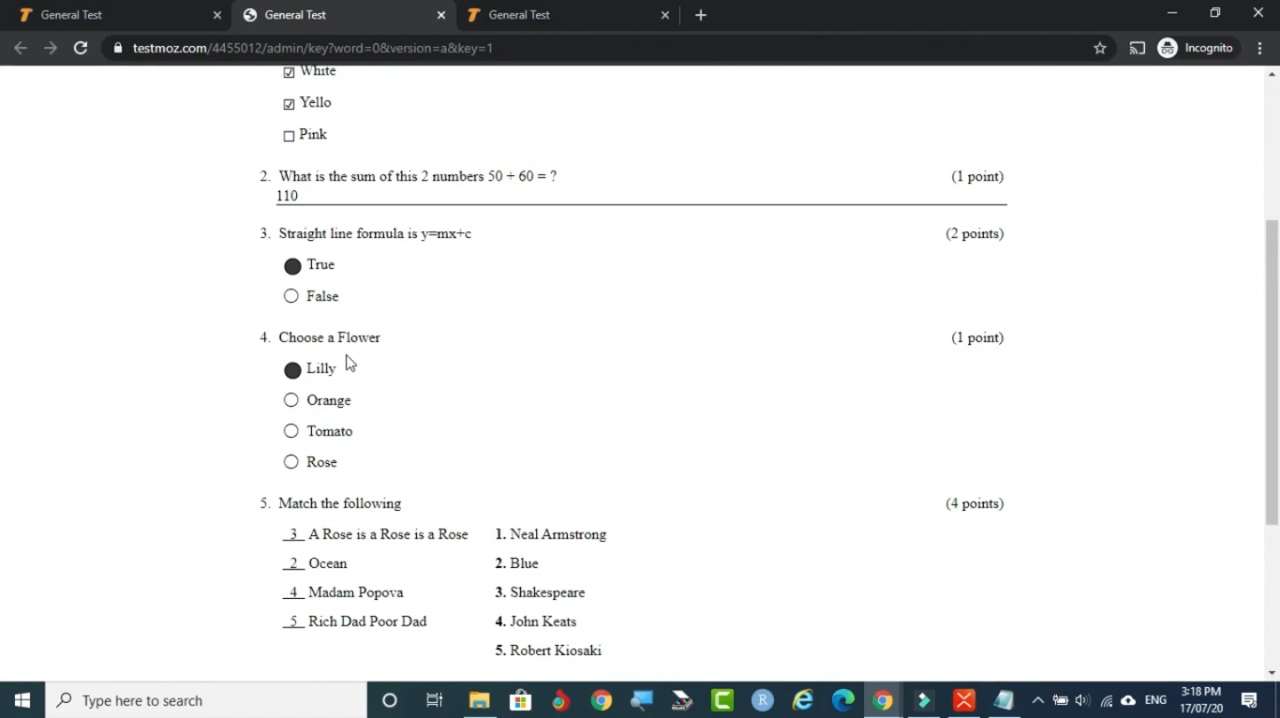 General Test
General Test
General Test
testmoz.com/4455012/admin/key?word=0&version=a&key=1
Incognito
White
Yello
Pink
2. What is the sum of this 2 numbers 50 + 60 = ? (1 point)
110
3. Straight line formula is y=mx+c (2 points)
True
False
4. Choose a Flower (1 point)
Lilly
Orange
Tomato
Rose
5. Match the following (4 points)
3 A Rose is a Rose is a Rose 1. Neal Armstrong
2 Ocean 2. Blue
4 Madam Popova 3. Shakespeare
5 Rich Dad Poor Dad 4. John Keats
5. Robert Kiosaki
Type here to search
ENG
3:18 PM
17/07/20